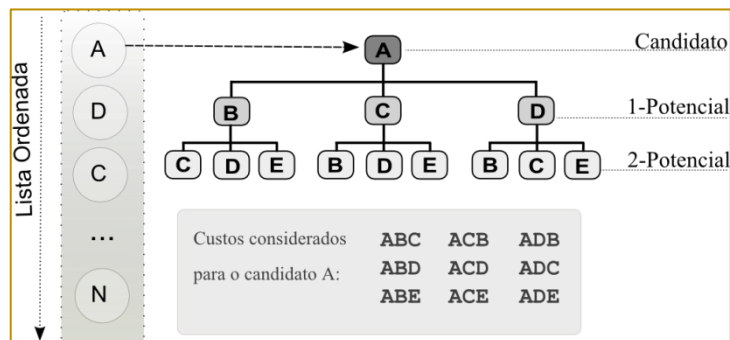 Lista Ordenada
A
D
C
...
N
A
Candidato
B
C
D
1-Potencial
C
D
E
B
D
E
B
C
E
2-Potencial
Custos considerados
para o candidato A:
ABC ACB ADB
ABD ACD ADC
ABE ACE ADE